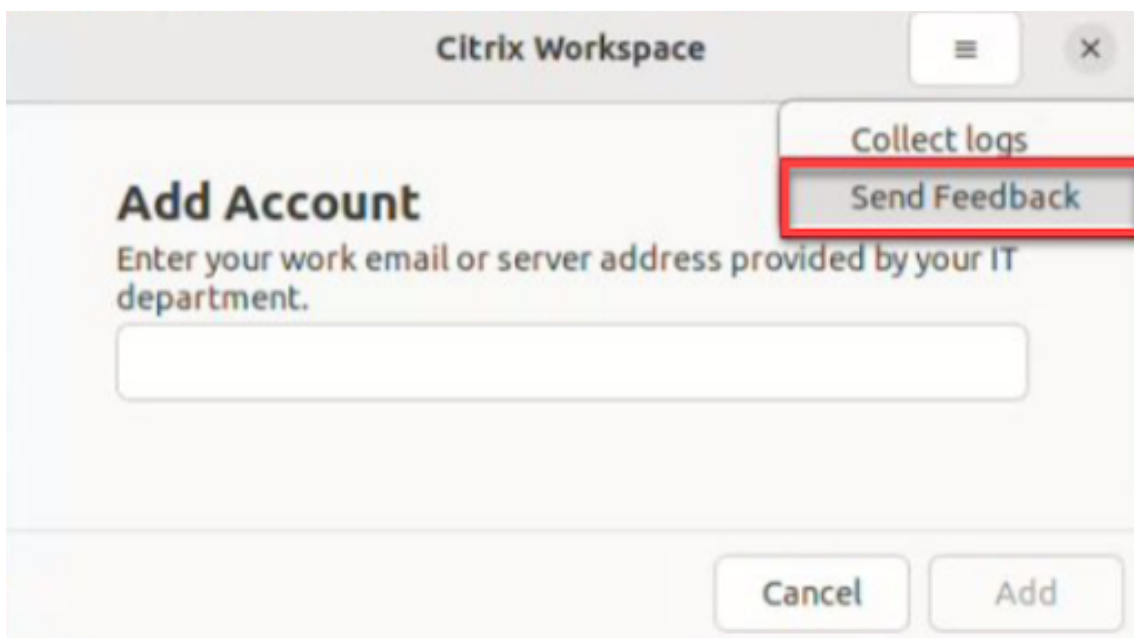 Citrix Workspace
Collect logs
Send Feedback
Add Account
Enter your work email or server address provided by your IT
department.
Cancel
Add